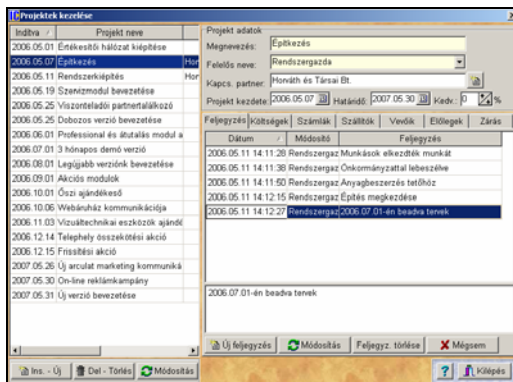 Projektek kezelése
Indítva / Projekt neve
2006.05.01 Értékesítői hálózat kiépítése
2006.05.07 Építkezés Hor
2006.05.11 Rendszerkiépítés Hor
2006.05.19 Szervizmodul bevezetése
2006.05.25 Viszonteladói partnertalálkozó
2006.05.25 Dobozos verzió bevezetése
2006.06.01 Professional és átutalás modul a
2006.07.01 3 hónapos demó verzió
2006.08.01 Legújjabb verziónk bevezetése
2006.09.01 Akciós modulok
2006.10.01 Őszi ajándékeső
2006.10.06 Webáruház kommunikációja
2006.11.03 Vizuáltechnikai eszközök ajándé
2006.12.14 Telephely összekötési akció
2006.12.15 Frissítési akció
2007.05.26 Új arculat marketing kommuniká
2007.05.30 On-line reklámkampány
2007.05.31 Új verzió bevezetése
Ins. - Új Del - Törlés Módosítás
Projekt adatok
Megnevezés: Építkezés
Felelős neve: Rendszergazda
Kapcs. partner: Horváth és Társai Bt.
Projekt kezdete: 2006.05.07 Határidő: 2007.05.30 Kedv.: 0 %
Feljegyzés Költségek Számlák Szállítók Vevők Előlegek Zárás
Dátum / Módosító Feljegyzés
2006.05.11 14:11:28 Rendszergaz Munkások elkezdték munkát
2006.05.11 14:11:38 Rendszergaz Önkormányzattal lebeszélve
2006.05.11 14:11:50 Rendszergaz Anyagbeszerzés tetőhöz
2006.05.11 14:12:15 Rendszergaz Építés megkezdése
2006.05.11 14:12:27 Rendszergaz 2006.07.01-én beadva tervek
2006.07.01-én beadva tervek
Új feljegyzés Módosítás Feljegyz. törlése Mégsem
? Kilépés